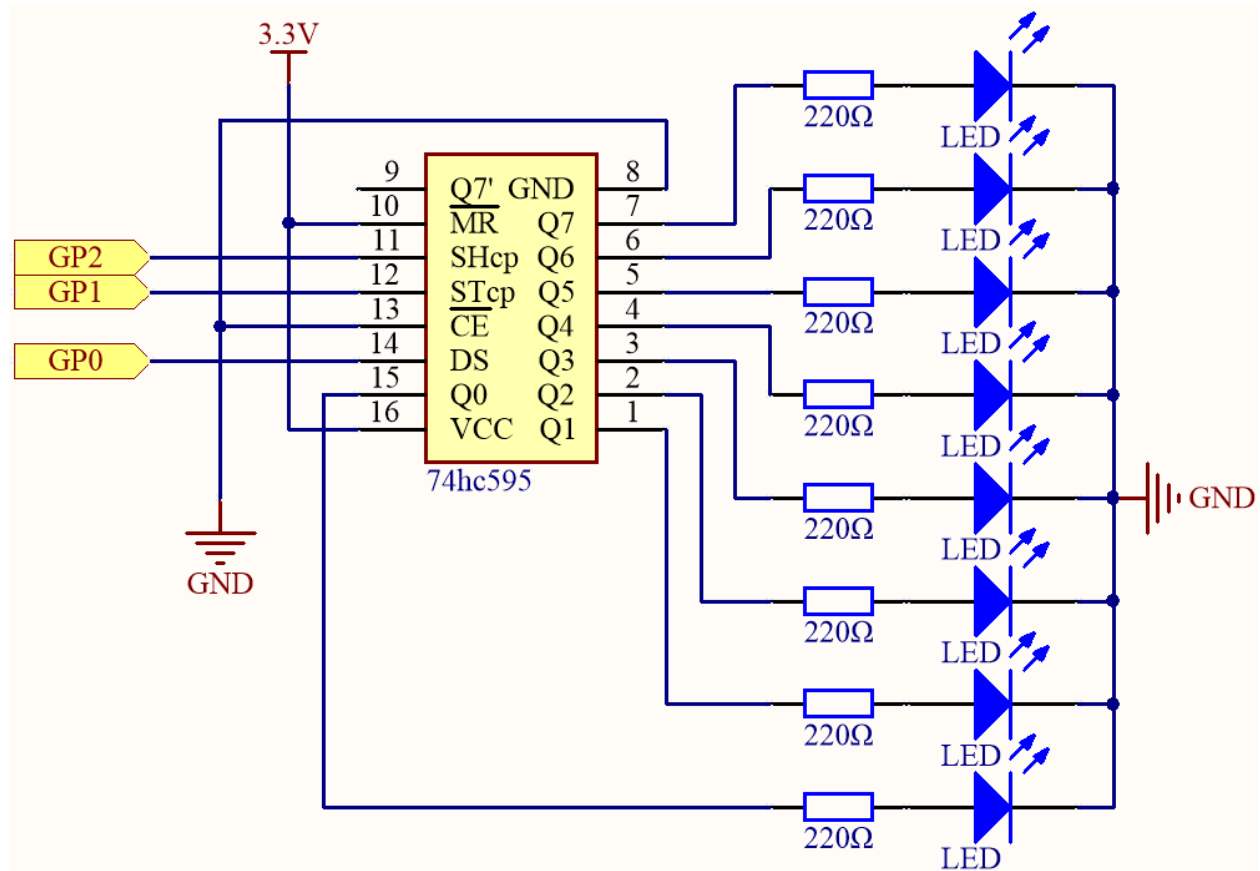 3.3V
220Ω
LED
9 Q7' GND 8
10 MR Q7 7
220Ω
LED
GP2 11 SHcp Q6 6
GP1 12 STcp Q5 5
220Ω
LED
13 CE Q4 4
GP0 14 DS Q3 3
15 Q0 Q2 2
16 VCC Q1 1
220Ω
LED
74hc595
220Ω
LED
GND
GND
220Ω
LED
220Ω
LED
220Ω
LED